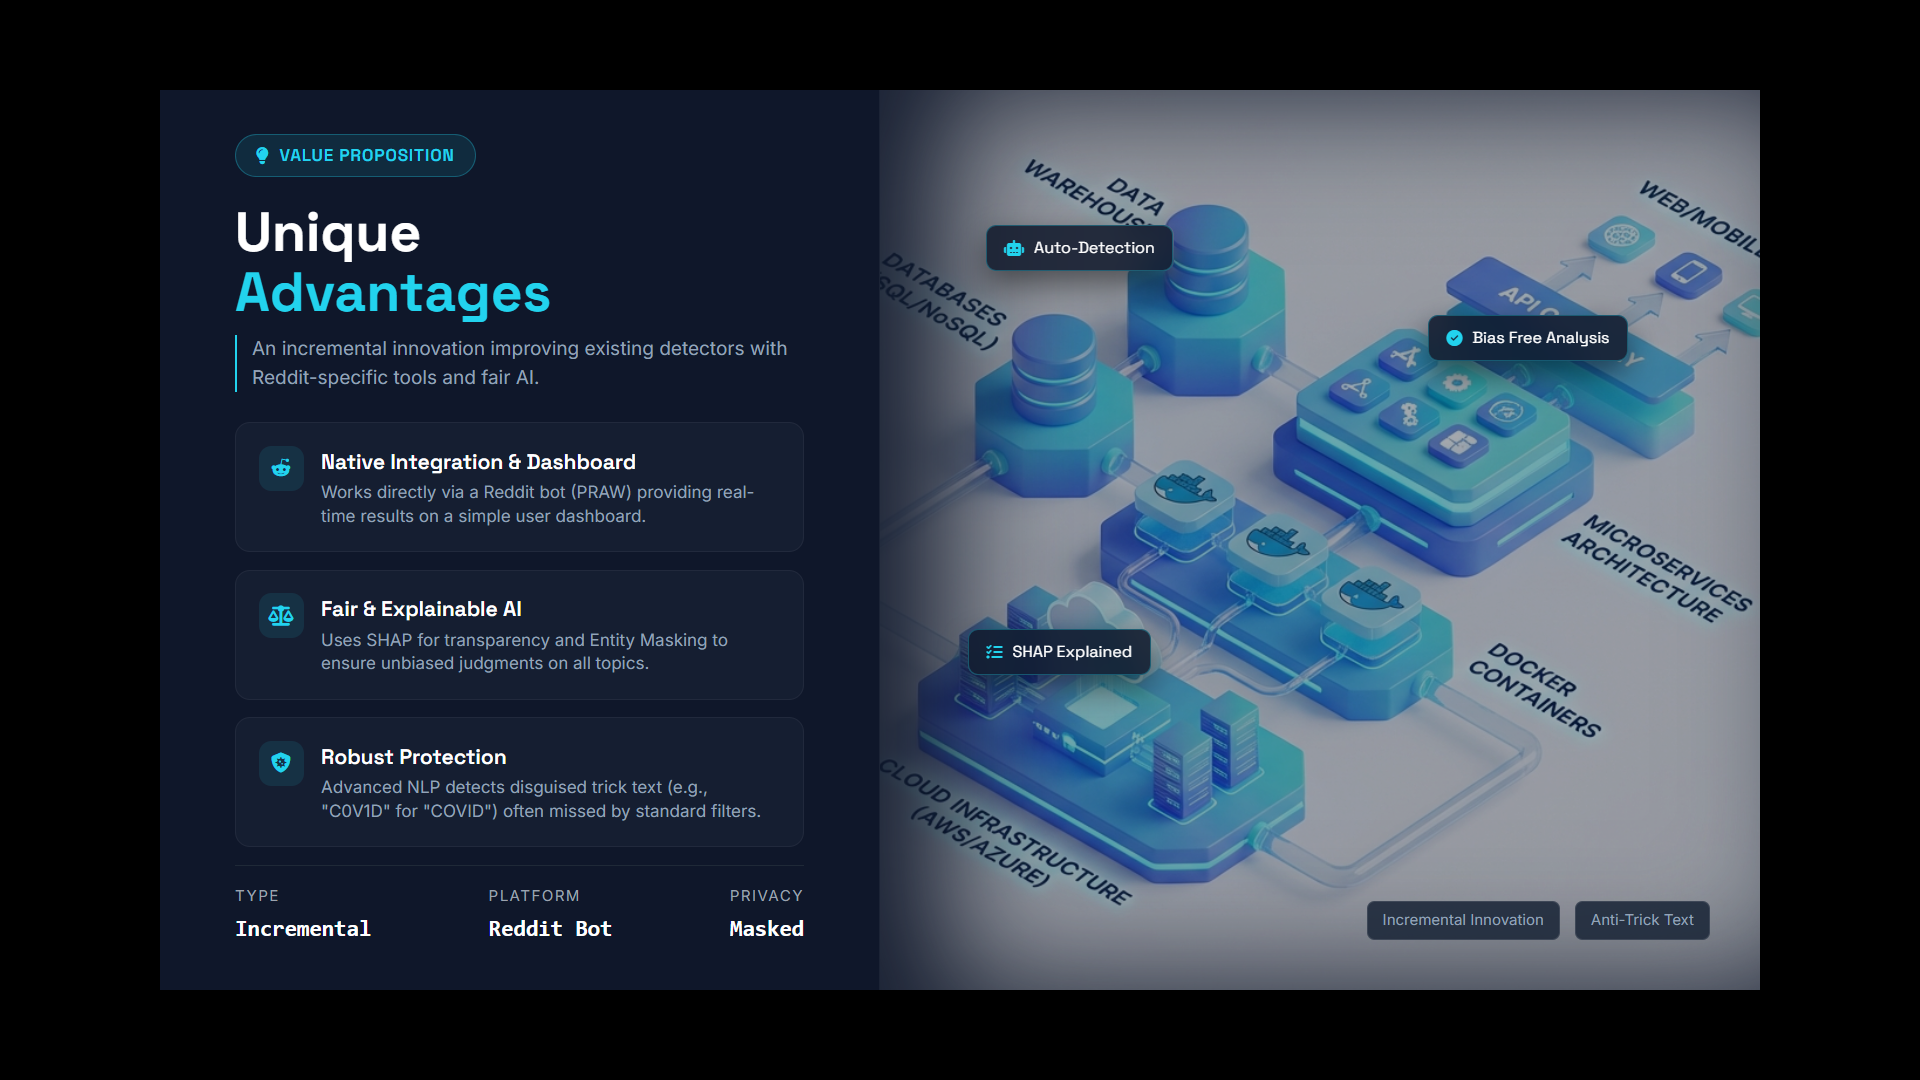 VALUE PROPOSITION
Unique
Advantages
An incremental innovation improving existing detectors with
Reddit-specific tools and fair AI.
Native Integration & Dashboard
Works directly via a Reddit bot (PRAW) providing real-
time results on a simple user dashboard.
Fair & Explainable AI
Uses SHAP for transparency and Entity Masking to
ensure unbiased judgments on all topics.
Robust Protection
Advanced NLP detects disguised trick text (e.g.,
"C0V1D" for "COVID") often missed by standard filters.
TYPE
Incremental
PLATFORM
Reddit Bot
PRIVACY
Masked
DATA
Auto-Detection
DATABASES
SQL/NoSQL)
WEB/MOBILE
API
Bias Free Analysis
MICROSERVICES
ARCHITECTURE
SHAP Explained
DOCKER
CONTAINERS
CLOUD INFRASTRUCTURE
(AWS/AZURE)
Incremental Innovation
Anti-Trick Text